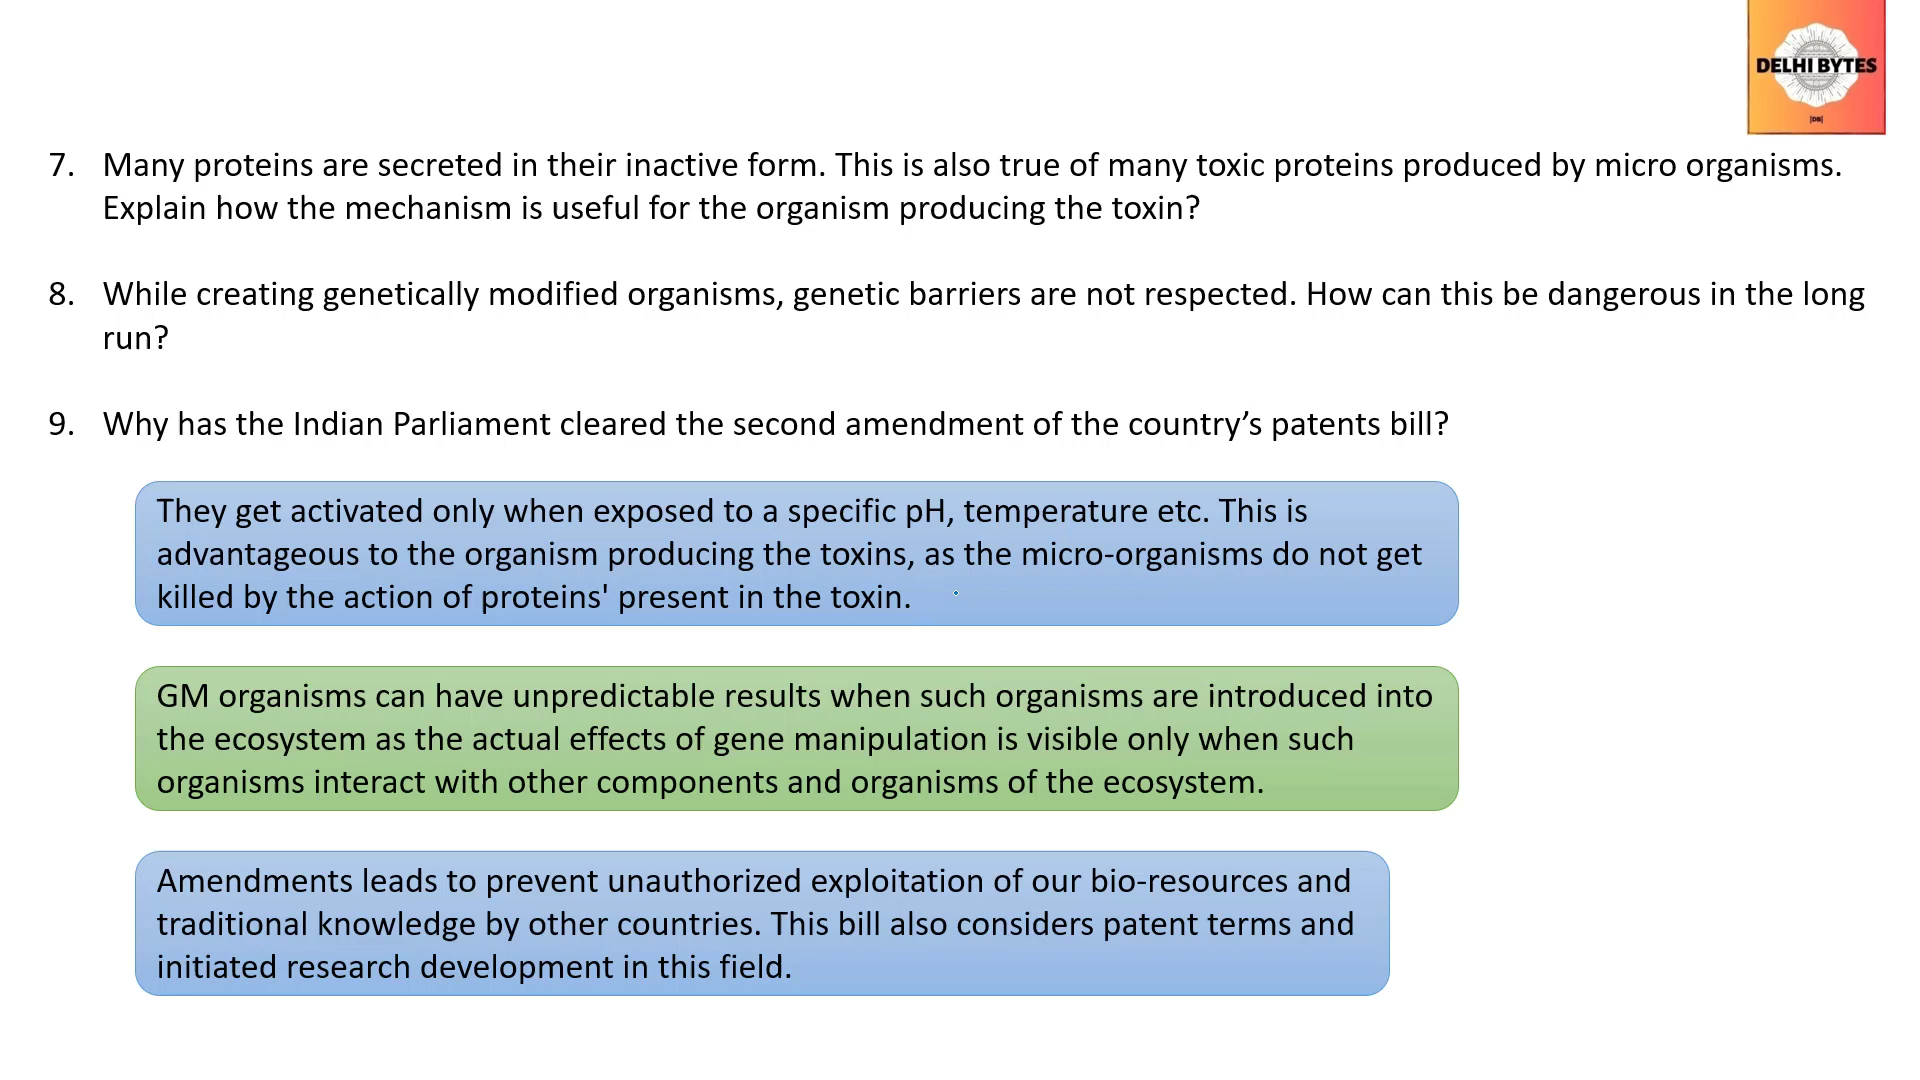 DELHI BYTES
|DB|
7. Many proteins are secreted in their inactive form. This is also true of many toxic proteins produced by micro organisms.
Explain how the mechanism is useful for the organism producing the toxin?
8. While creating genetically modified organisms, genetic barriers are not respected. How can this be dangerous in the long
run?
9. Why has the Indian Parliament cleared the second amendment of the country’s patents bill?
They get activated only when exposed to a specific pH, temperature etc. This is
advantageous to the organism producing the toxins, as the micro-organisms do not get
killed by the action of proteins' present in the toxin.
GM organisms can have unpredictable results when such organisms are introduced into
the ecosystem as the actual effects of gene manipulation is visible only when such
organisms interact with other components and organisms of the ecosystem.
Amendments leads to prevent unauthorized exploitation of our bio-resources and
traditional knowledge by other countries. This bill also considers patent terms and
initiated research development in this field.